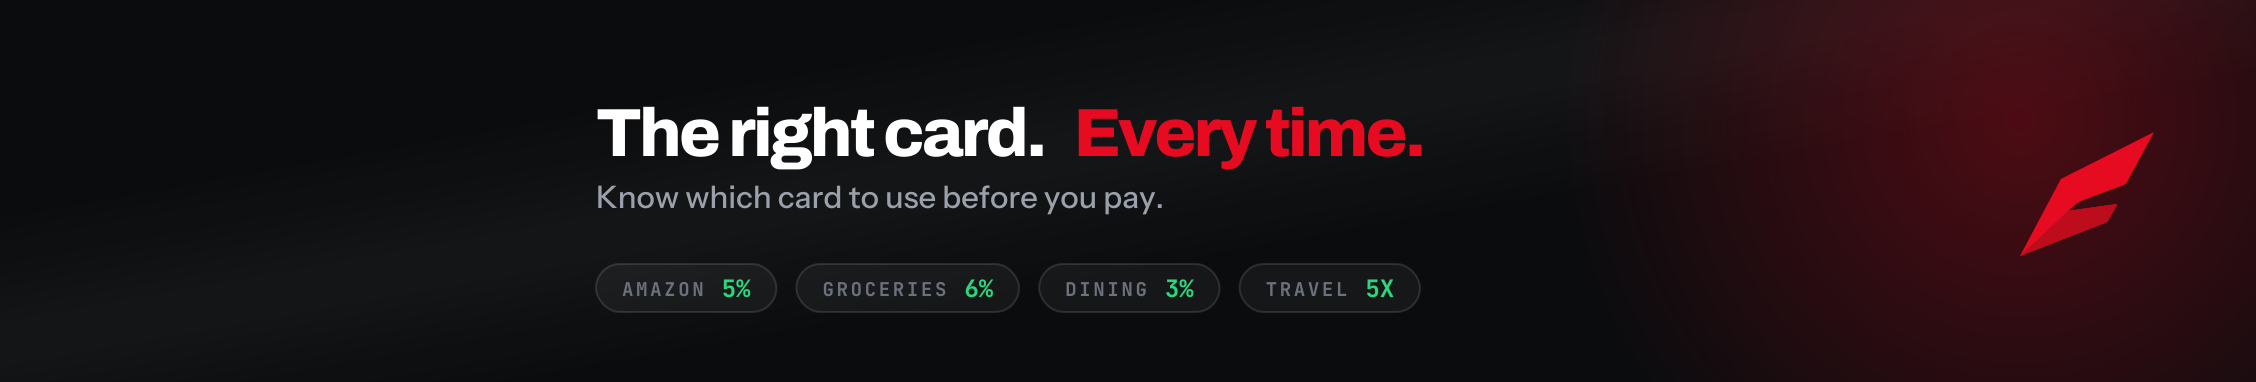 The right card. Every time.
Know which card to use before you pay.
AMAZON 5% GROCERIES 6% DINING 3% TRAVEL 5X